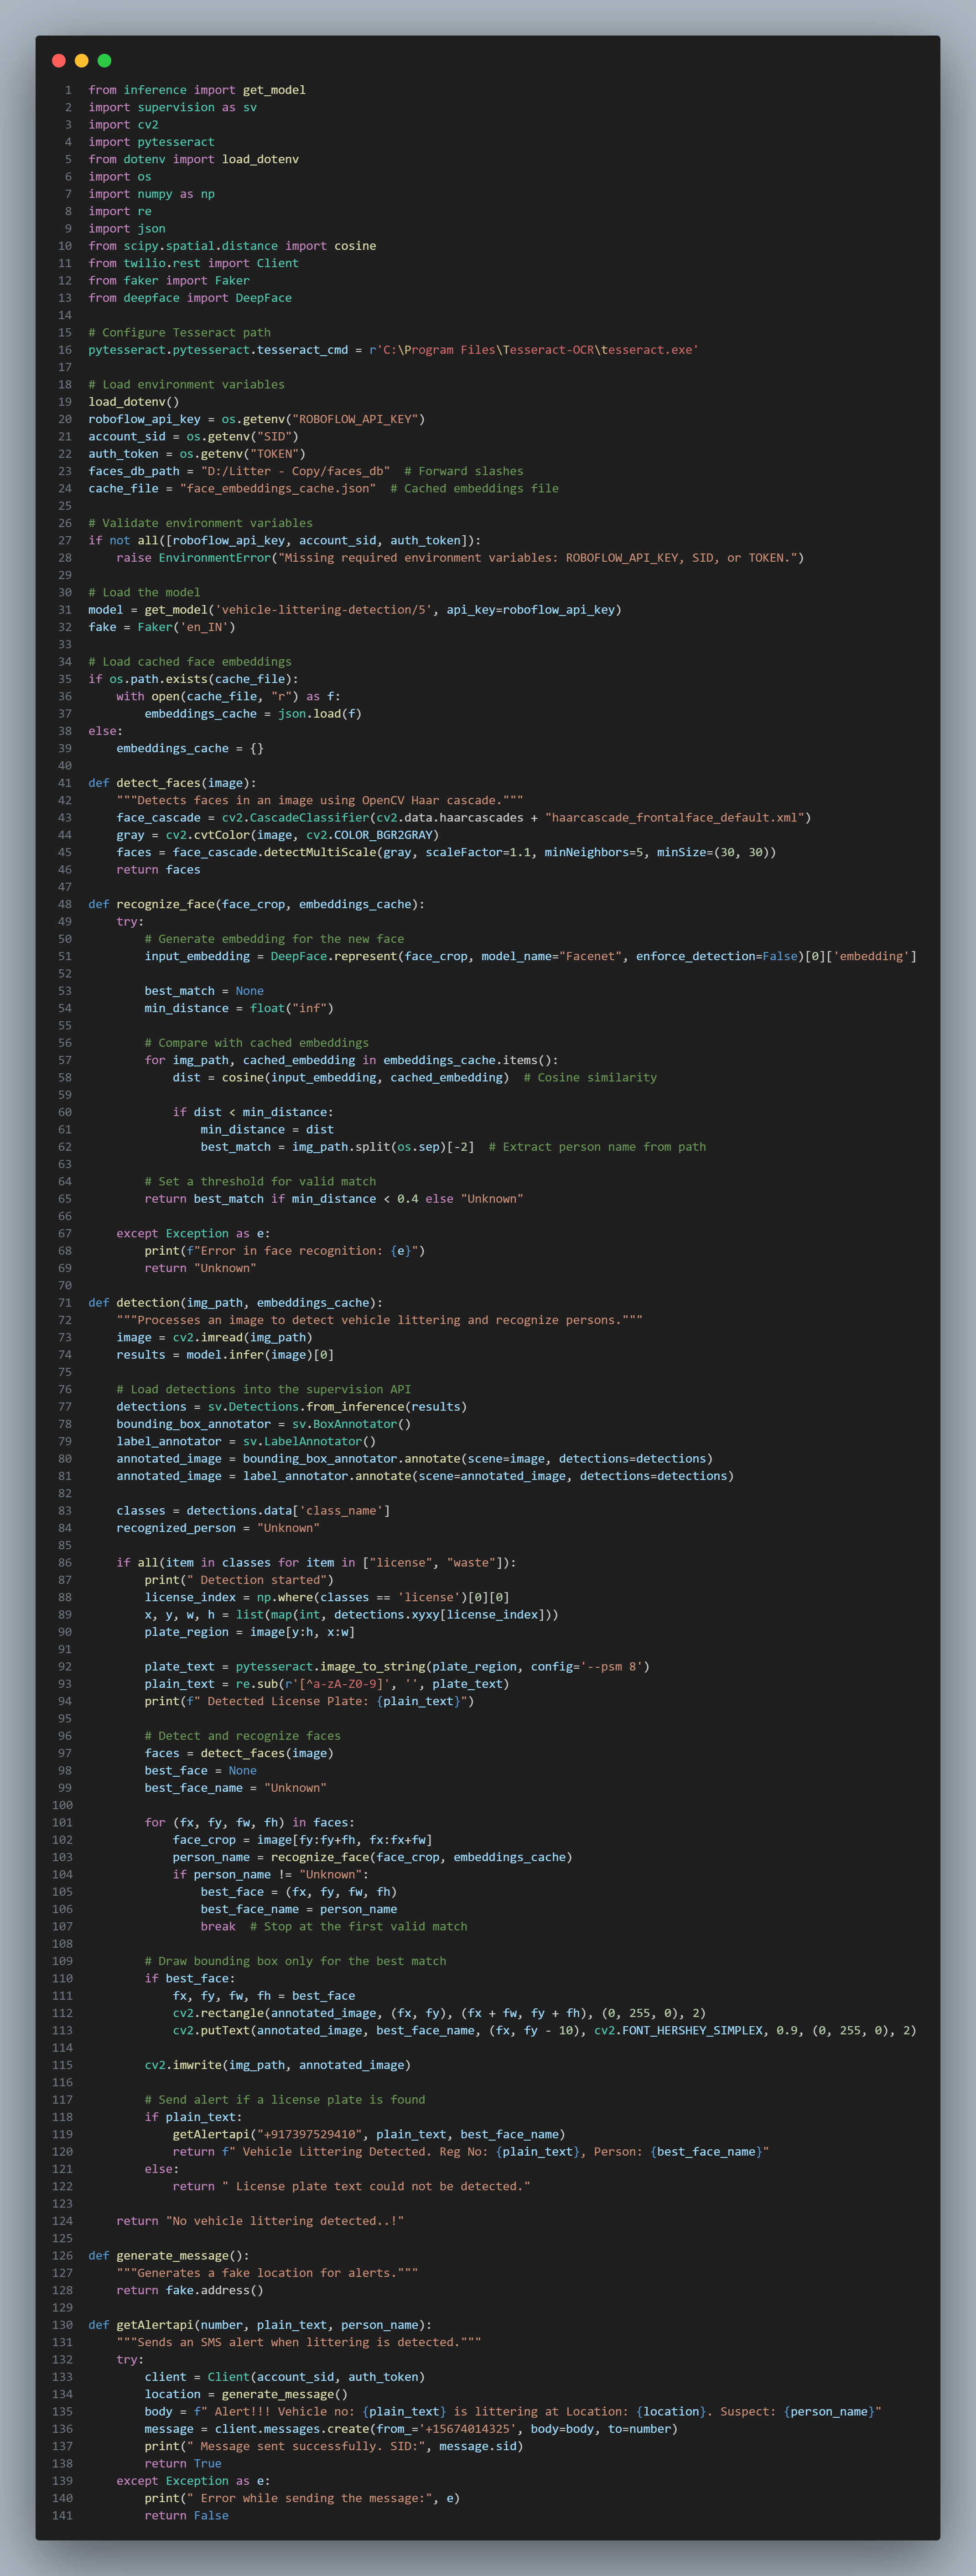 1 from inference import get_model
2 import supervision as sv
3 import cv2
4 import pytesseract
5 from dotenv import load_dotenv
6 import os
7 import numpy as np
8 import re
9 import json
10 from scipy.spatial.distance import cosine
11 from twilio.rest import Client
12 from faker import Faker
13 from deepface import DeepFace
14
15 # Configure Tesseract path
16 pytesseract.pytesseract.tesseract_cmd = r'C:\Program Files\Tesseract-OCR\tesseract.exe'
17
18 # Load environment variables
19 load_dotenv()
20 roboflow_api_key = os.getenv("ROBOFLOW_API_KEY")
21 account_sid = os.getenv("SID")
22 auth_token = os.getenv("TOKEN")
23 faces_db_path = "D:/Litter - Copy/faces_db"  # Forward slashes
24 cache_file = "face_embeddings_cache.json"  # Cached embeddings file
25
26 # Validate environment variables
27 if not all([roboflow_api_key, account_sid, auth_token]):
28     raise EnvironmentError("Missing required environment variables: ROBOFLOW_API_KEY, SID, or TOKEN.")
29
30 # Load the model
31 model = get_model('vehicle-littering-detection/5', api_key=roboflow_api_key)
32 fake = Faker('en_IN')
33
34 # Load cached face embeddings
35 if os.path.exists(cache_file):
36     with open(cache_file, "r") as f:
37         embeddings_cache = json.load(f)
38 else:
39     embeddings_cache = {}
40
41 def detect_faces(image):
42     """Detects faces in an image using OpenCV Haar cascade."""
43     face_cascade = cv2.CascadeClassifier(cv2.data.haarcascades + "haarcascade_frontalface_default.xml")
44     gray = cv2.cvtColor(image, cv2.COLOR_BGR2GRAY)
45     faces = face_cascade.detectMultiScale(gray, scaleFactor=1.1, minNeighbors=5, minSize=(30, 30))
46     return faces
47
48 def recognize_face(face_crop, embeddings_cache):
49     try:
50         # Generate embedding for the new face
51         input_embedding = DeepFace.represent(face_crop, model_name="Facenet", enforce_detection=False)[0]['embedding']
52
53         best_match = None
54         min_distance = float("inf")
55
56         # Compare with cached embeddings
57         for img_path, cached_embedding in embeddings_cache.items():
58             dist = cosine(input_embedding, cached_embedding)  # Cosine similarity
59
60             if dist < min_distance:
61                 min_distance = dist
62                 best_match = img_path.split(os.sep)[-2]  # Extract person name from path
63
64         # Set a threshold for valid match
65         return best_match if min_distance < 0.4 else "Unknown"
66
67     except Exception as e:
68         print(f"Error in face recognition: {e}")
69         return "Unknown"
70
71 def detection(img_path, embeddings_cache):
72     """Processes an image to detect vehicle littering and recognize persons."""
73     image = cv2.imread(img_path)
74     results = model.infer(image)[0]
75
76     # Load detections into the supervision API
77     detections = sv.Detections.from_inference(results)
78     bounding_box_annotator = sv.BoxAnnotator()
79     label_annotator = sv.LabelAnnotator()
80     annotated_image = bounding_box_annotator.annotate(scene=image, detections=detections)
81     annotated_image = label_annotator.annotate(scene=annotated_image, detections=detections)
82
83     classes = detections.data['class_name']
84     recognized_person = "Unknown"
85
86     if all(item in classes for item in ["license", "waste"]):
87         print(" Detection started")
88         license_index = np.where(classes == 'license')[0][0]
89         x, y, w, h = list(map(int, detections.xyxy[license_index]))
90         plate_region = image[y:h, x:w]
91
92         plate_text = pytesseract.image_to_string(plate_region, config='--psm 8')
93         plain_text = re.sub(r'[^a-zA-Z0-9]', '', plate_text)
94         print(f" Detected License Plate: {plain_text}")
95
96         # Detect and recognize faces
97         faces = detect_faces(image)
98         best_face = None
99         best_face_name = "Unknown"
100
101         for (fx, fy, fw, fh) in faces:
102             face_crop = image[fy:fy+fh, fx:fx+fw]
103             person_name = recognize_face(face_crop, embeddings_cache)
104             if person_name != "Unknown":
105                 best_face = (fx, fy, fw, fh)
106                 best_face_name = person_name
107                 break  # Stop at the first valid match
108
109         # Draw bounding box only for the best match
110         if best_face:
111             fx, fy, fw, fh = best_face
112             cv2.rectangle(annotated_image, (fx, fy), (fx + fw, fy + fh), (0, 255, 0), 2)
113             cv2.putText(annotated_image, best_face_name, (fx, fy - 10), cv2.FONT_HERSHEY_SIMPLEX, 0.9, (0, 255, 0), 2)
114
115         cv2.imwrite(img_path, annotated_image)
116
117         # Send alert if a license plate is found
118         if plain_text:
119             getAlertapi("+917397529410", plain_text, best_face_name)
120             return f" Vehicle Littering Detected. Reg No: {plain_text}, Person: {best_face_name}"
121         else:
122             return " License plate text could not be detected."
123
124     return "No vehicle littering detected..!"
125
126 def generate_message():
127     """Generates a fake location for alerts."""
128     return fake.address()
129
130 def getAlertapi(number, plain_text, person_name):
131     """Sends an SMS alert when littering is detected."""
132     try:
133         client = Client(account_sid, auth_token)
134         location = generate_message()
135         body = f" Alert!!! Vehicle no: {plain_text} is littering at Location: {location}. Suspect: {person_name}"
136         message = client.messages.create(from_='+15674014325', body=body, to=number)
137         print(" Message sent successfully. SID:", message.sid)
138         return True
139     except Exception as e:
140         print(" Error while sending the message:", e)
141         return False